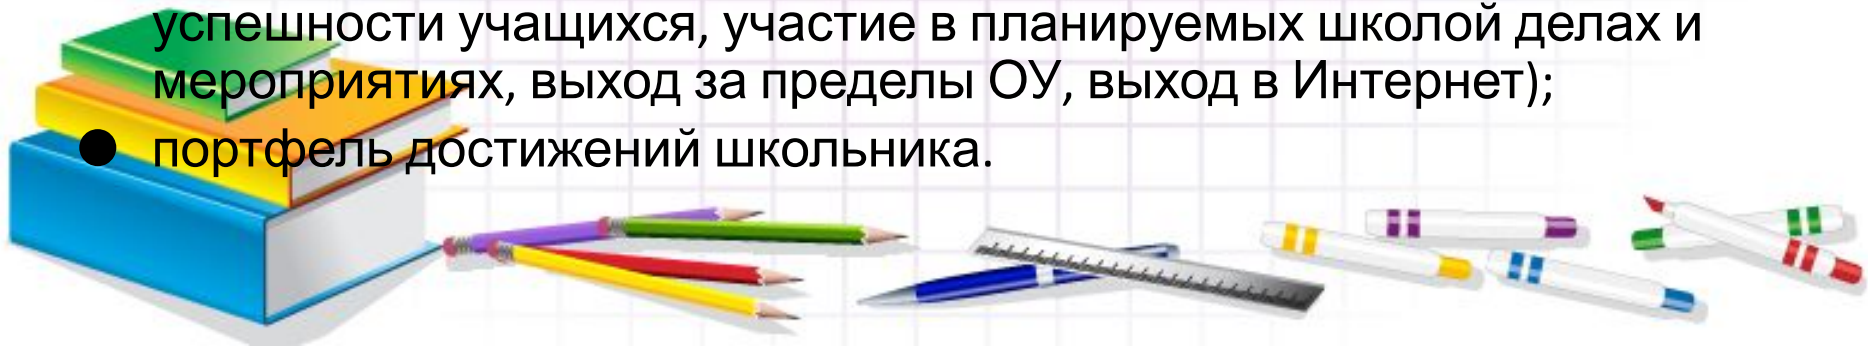 успешности учащихся, участие в планируемых школой делах и
мероприятиях, выход за пределы ОУ, выход в Интернет);
● портфель достижений школьника.